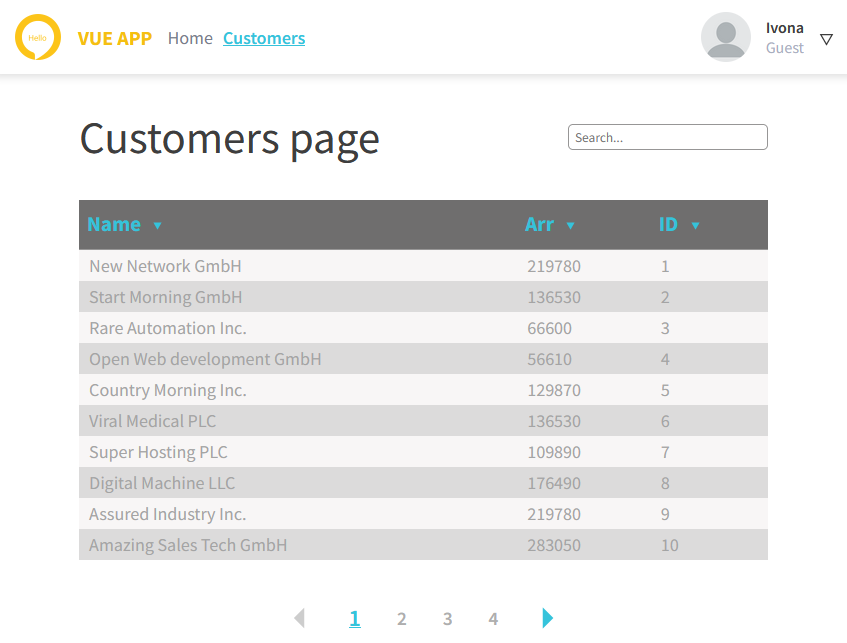 Hello VUE APP Home Customers Ivona
Guest
Customers page
Search...
Name Arr ID
New Network GmbH 219780 1
Start Morning GmbH 136530 2
Rare Automation Inc. 66600 3
Open Web development GmbH 56610 4
Country Morning Inc. 129870 5
Viral Medical PLC 136530 6
Super Hosting PLC 109890 7
Digital Machine LLC 176490 8
Assured Industry Inc. 219780 9
Amazing Sales Tech GmbH 283050 10
1 2 3 4